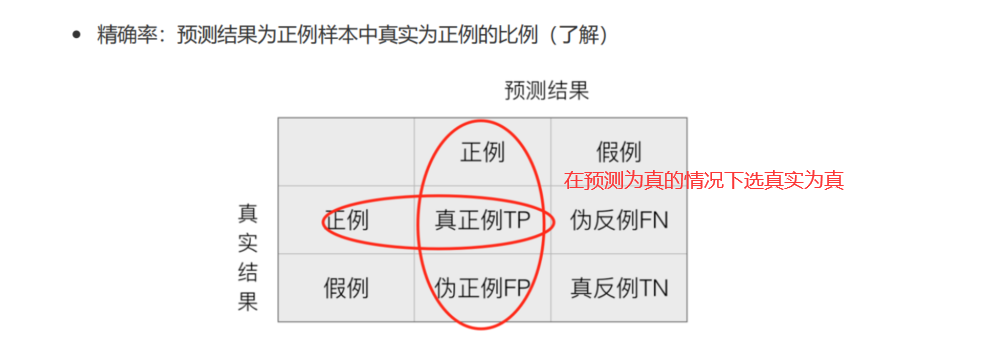 精确率：预测结果为正例样本中真实为正例的比例（了解）
预测结果
正例 假例
在预测为真的情况下选真实为真
真实结果
正例 真正例TP 伪反例FN
假例 伪正例FP 真反例TN